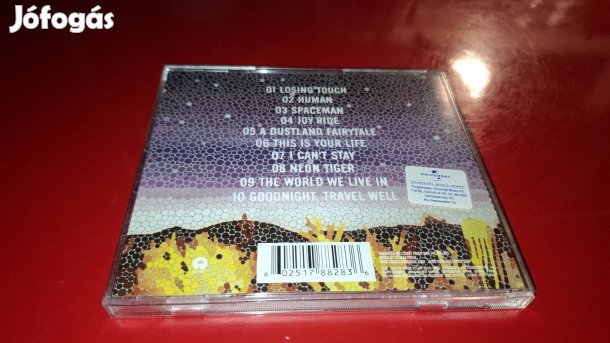 Jófogás
01 LOSING TOUCH
02 HUMAN
03 SPACEMAN
04 JOY RIDE
05 A DUSTLAND FAIRYTALE
06 THIS IS YOUR LIFE
07 I CAN'T STAY
08 NEON TIGER
09 THE WORLD WE LIVE IN
10 GOODNIGHT, TRAVEL WELL
UNIVERSAL
6 02517 88283 6